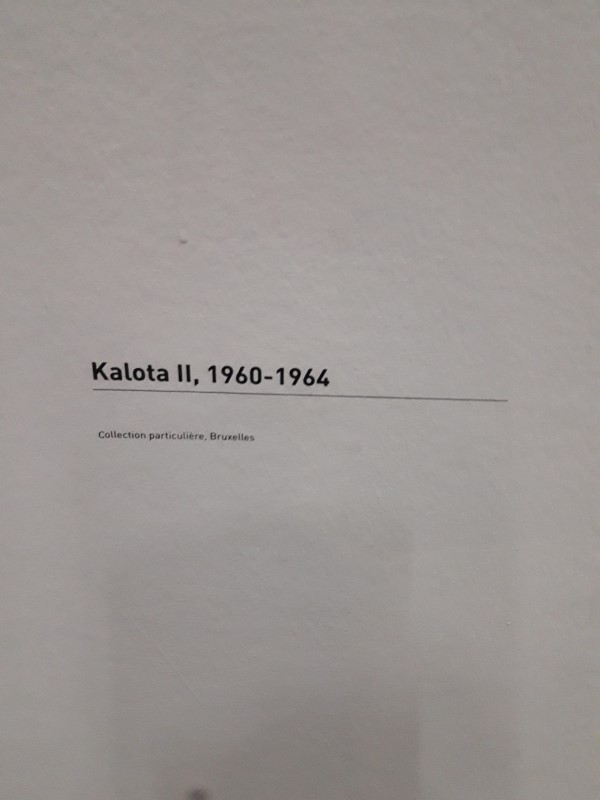 Kalota II, 1960-1964
Collection particulière, Bruxelles